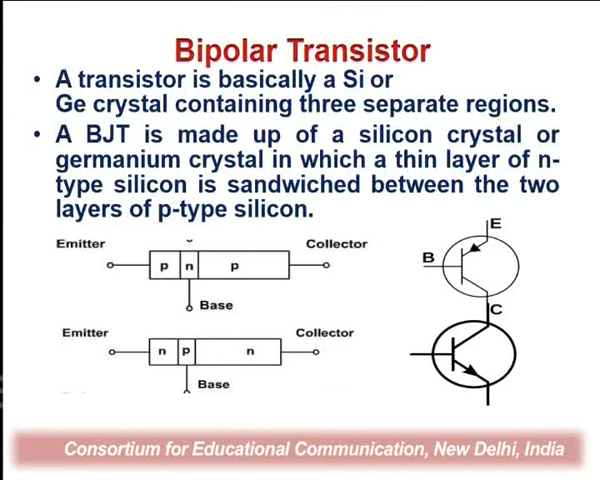 Bipolar Transistor
• A transistor is basically a Si or
Ge crystal containing three separate regions.
• A BJT is made up of a silicon crystal or
germanium crystal in which a thin layer of n-
type silicon is sandwiched between the two
layers of p-type silicon.
Emitter Collector
p n p
Base
Emitter Collector
n p n
Base
E
B
C
Consortium for Educational Communication, New Delhi, India